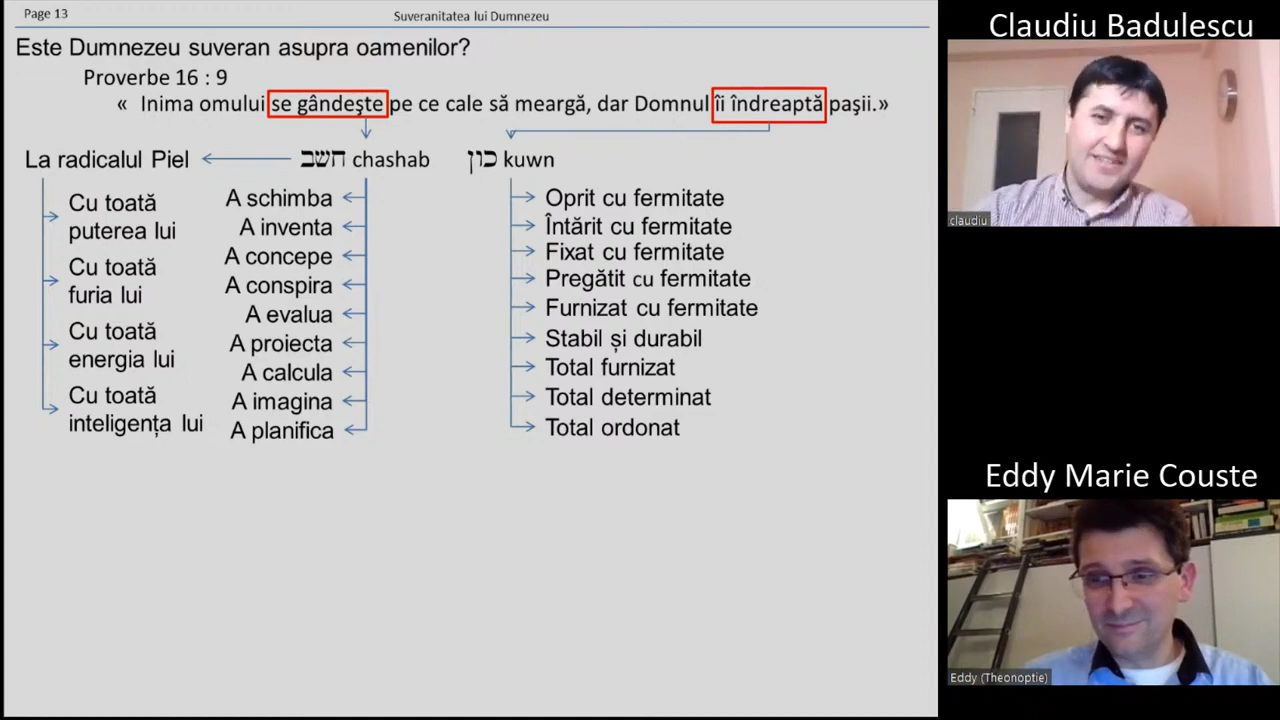 Page 13
Suveranitatea lui Dumnezeu
Este Dumnezeu suveran asupra oamenilor?
Proverbe 16 : 9
« Inima omului se gândeşte pe ce cale să meargă, dar Domnul îi îndreaptă paşii.»
La radicalul Piel
חשב chashab
כון kuwn
Cu toată
puterea lui
Cu toată
furia lui
Cu toată
energia lui
Cu toată
inteligența lui
A schimba
A inventa
A concepe
A conspira
A evalua
A proiecta
A calcula
A imagina
A planifica
Oprit cu fermitate
Întărit cu fermitate
Fixat cu fermitate
Pregătit cu fermitate
Furnizat cu fermitate
Stabil și durabil
Total furnizat
Total determinat
Total ordonat
Claudiu Badulescu
claudiu
Eddy Marie Couste
Eddy (Theonoptie)